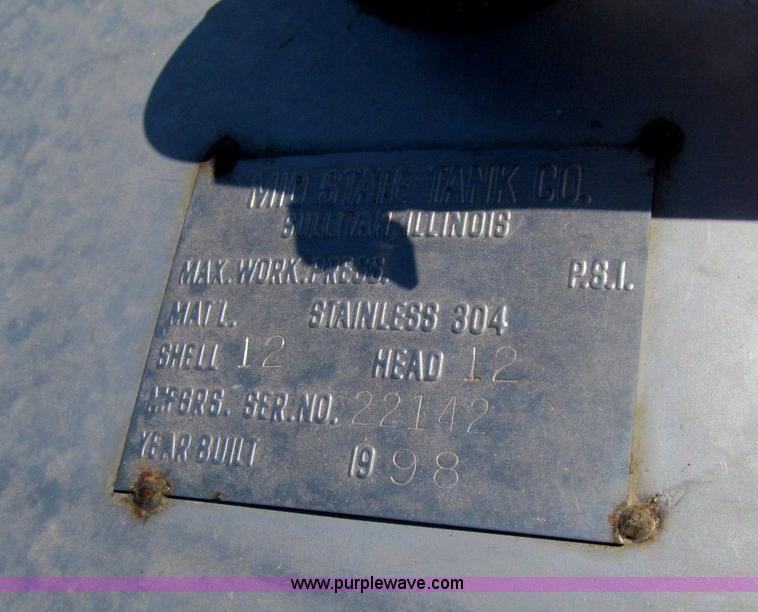 MID STATE TANK CO.
SULLIVAN, ILLINOIS
MAX. WORK. PRESS. P.S.I.
MAT'L. STAINLESS 304
SHELL 12 HEAD 12
MFGRS. SER. NO. 22142
YEAR BUILT 1998
www.purplewave.com